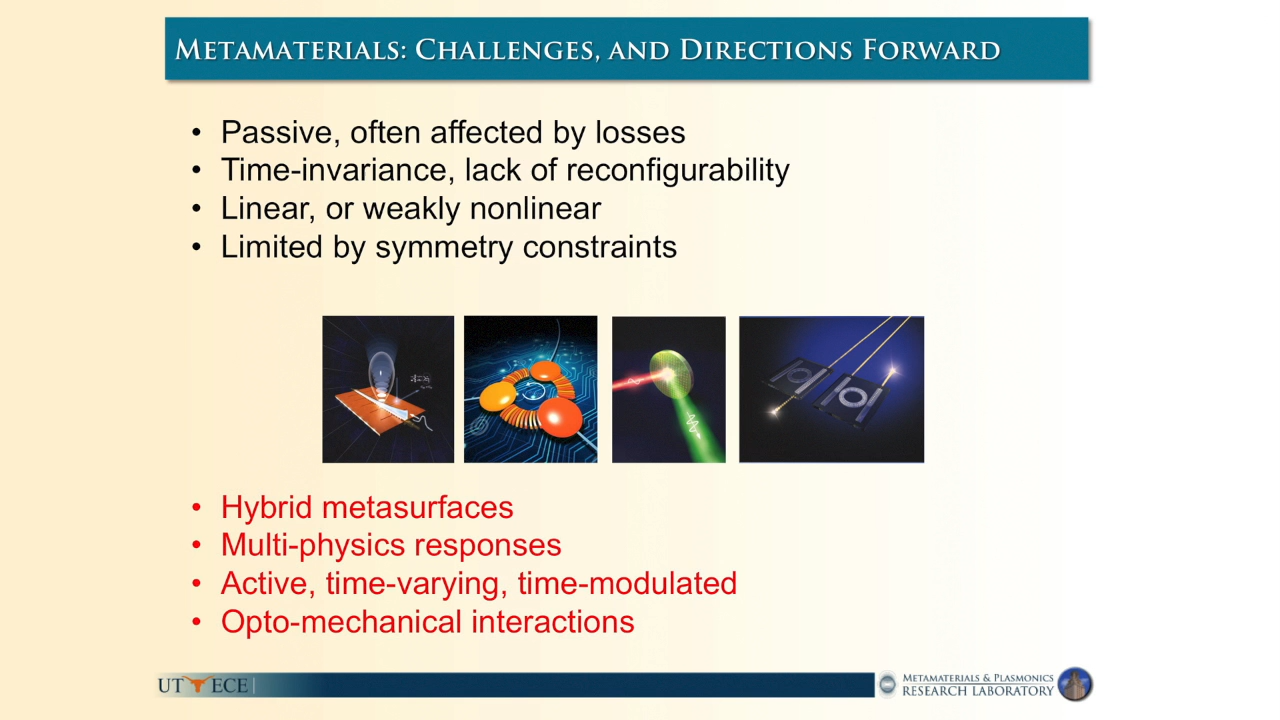 METAMATERIALS: CHALLENGES, AND DIRECTIONS FORWARD
• Passive, often affected by losses
• Time-invariance, lack of reconfigurability
• Linear, or weakly nonlinear
• Limited by symmetry constraints
• Hybrid metasurfaces
• Multi-physics responses
• Active, time-varying, time-modulated
• Opto-mechanical interactions
UT ECE
METAMATERIALS & PLASMONICS
RESEARCH LABORATORY